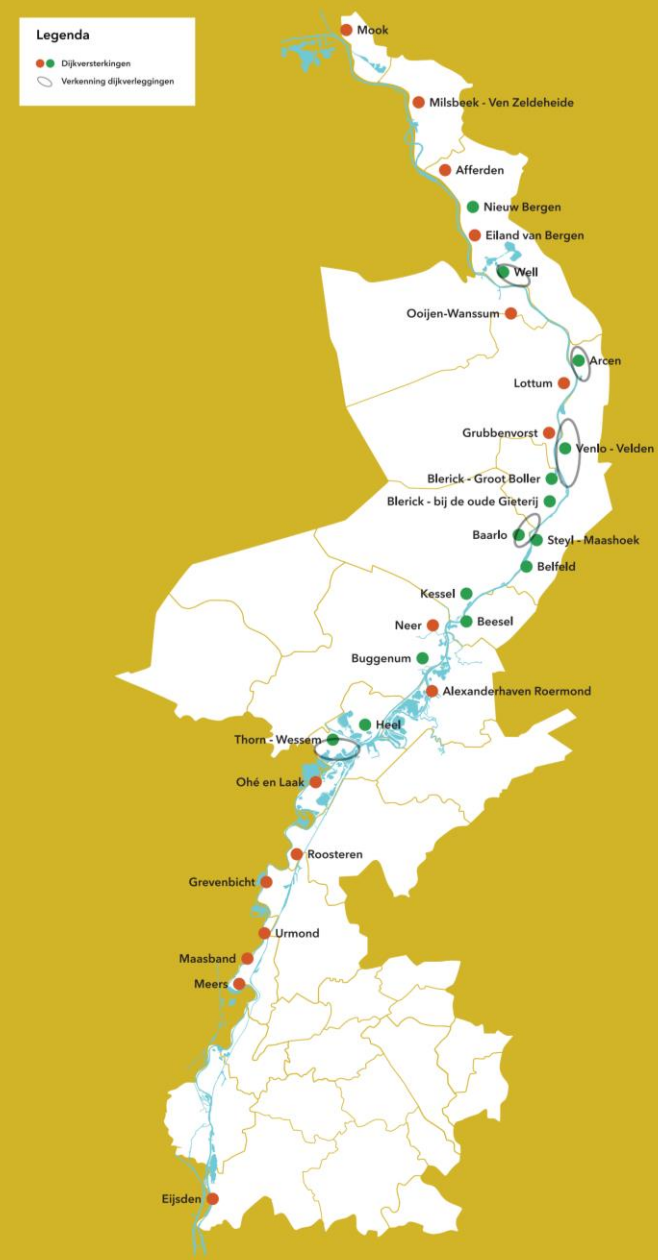 Legenda
Dijkversterkingen
Verkenning dijkverleggingen
Mook
Milsbeek - Ven Zeldeheide
Afferden
Nieuw Bergen
Eiland van Bergen
Well
Ooijen-Wanssum
Arcen
Lottum
Grubbenvorst
Venlo - Velden
Blerick - Groot Boller
Blerick - bij de oude Gieterij
Baarlo
Steyl - Maashoek
Belfeld
Kessel
Beesel
Neer
Buggenum
Alexanderhaven Roermond
Heel
Thorn - Wessem
Ohé en Laak
Roosteren
Grevenbicht
Urmond
Maasband
Meers
Eijsden